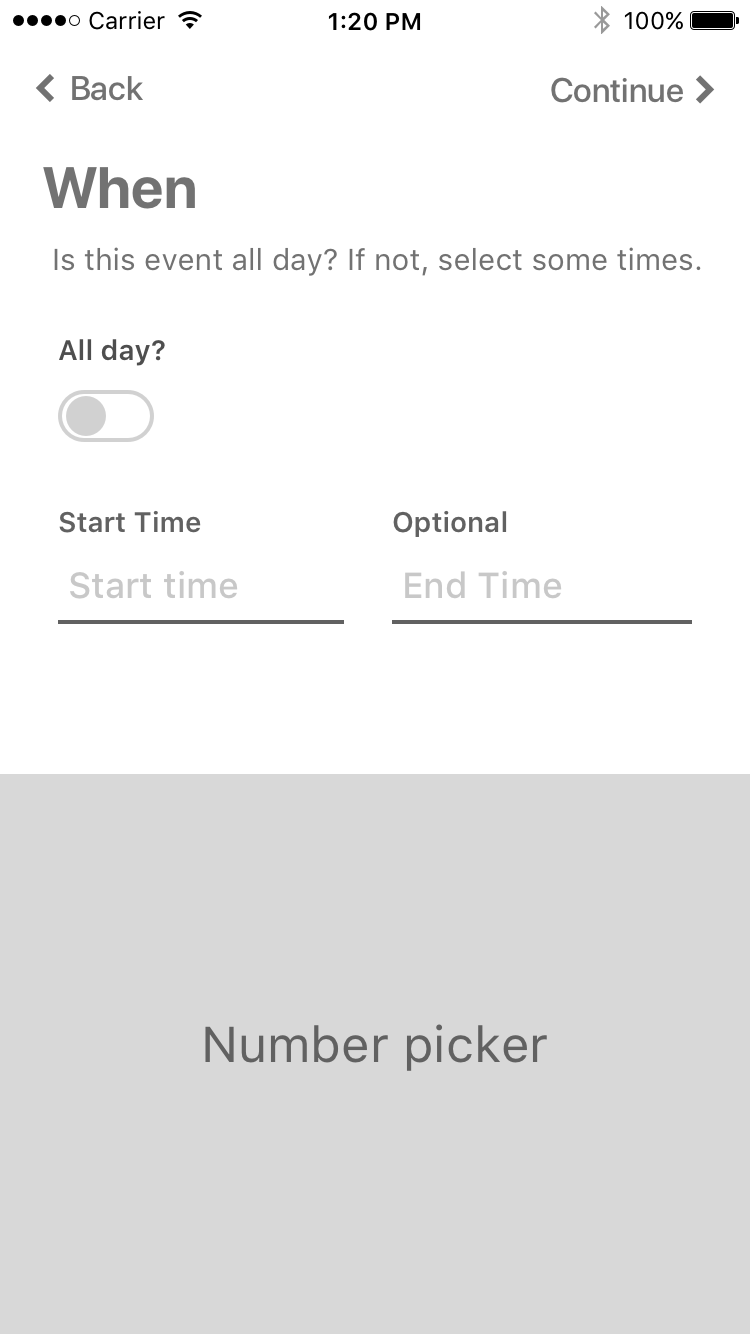 Carrier 1:20 PM 100%
Back Continue
When
Is this event all day? If not, select some times.
All day?
Start Time Optional
Start time End Time
Number picker